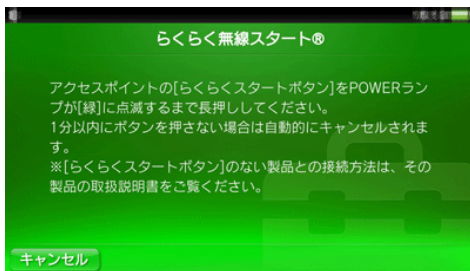 らくらく無線スタート®
アクセスポイントの[らくらくスタートボタン]をPOWERラン
プが[緑]に点滅するまで長押ししてください。
1分以内にボタンを押さない場合は自動的にキャンセルされま
す。
※[らくらくスタートボタン]のない製品との接続方法は、その
製品の取扱説明書をご覧ください。
キャンセル